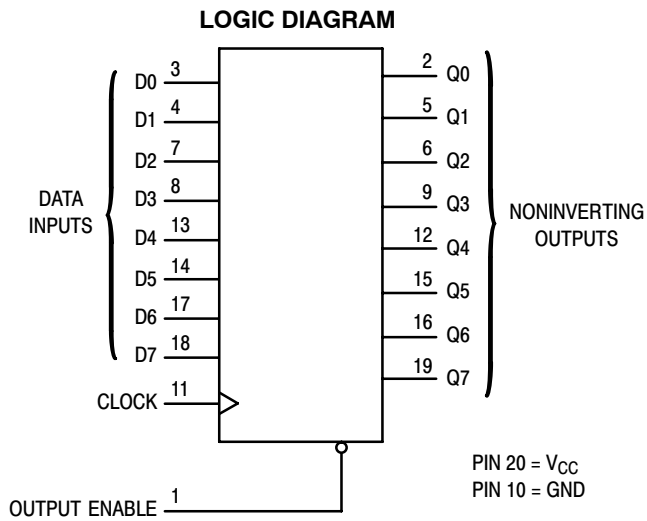 LOGIC DIAGRAM
D0 3
D1 4
D2 7
D3 8
D4 13
D5 14
D6 17
D7 18
DATA
INPUTS
CLOCK 11
OUTPUT ENABLE 1
2 Q0
5 Q1
6 Q2
9 Q3
12 Q4
15 Q5
16 Q6
19 Q7
NONINVERTING
OUTPUTS
PIN 20 = VCC
PIN 10 = GND